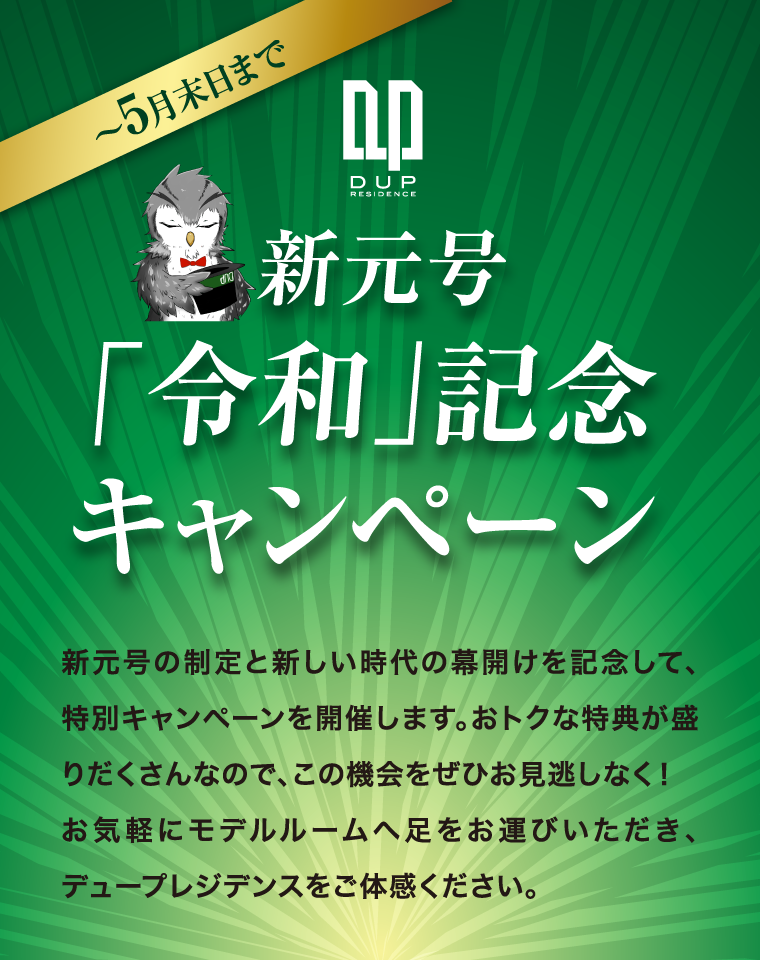 ～5月末日まで
DUP
RESIDENCE
新元号
「令和」記念
キャンペーン
新元号の制定と新しい時代の幕開けを記念して、
特別キャンペーンを開催します。おトクな特典が盛
りだくさんなので、この機会をぜひお見逃しなく！
お気軽にモデルルームへ足をお運びいただき、
デュープレジデンスをご体感ください。